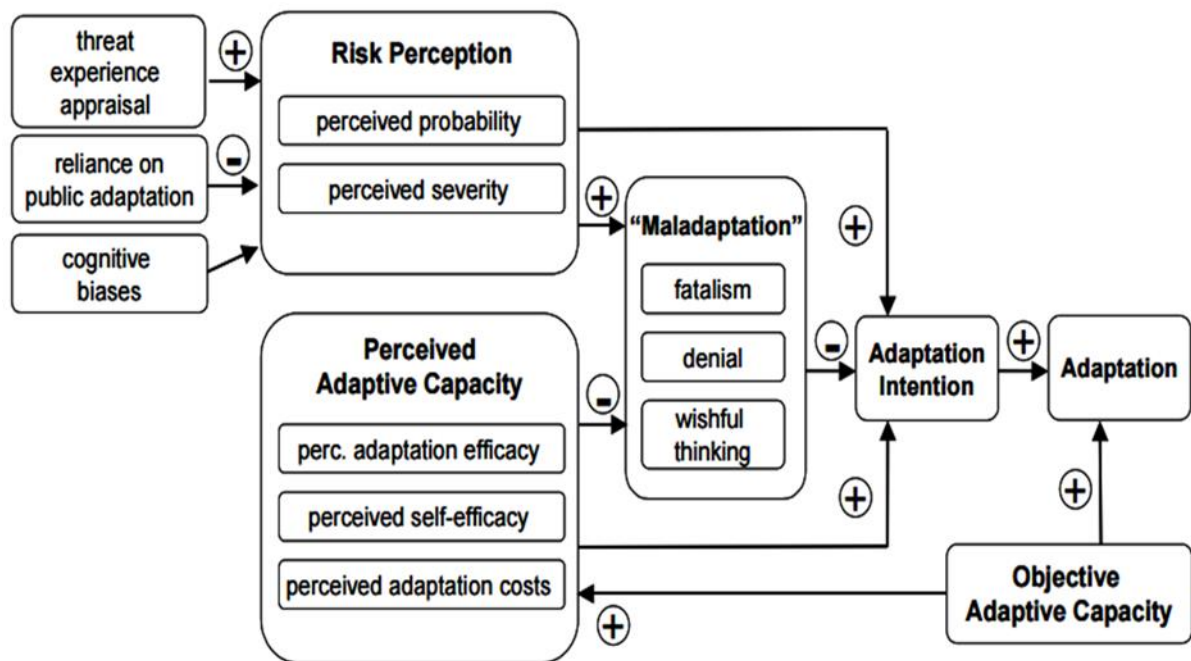 threat
experience
appraisal
+
reliance on
public adaptation
-
cognitive
biases
Risk Perception
perceived probability
perceived severity
+
+
“Maladaptation”
fatalism
denial
wishful
thinking
Perceived
Adaptive Capacity
perc. adaptation efficacy
perceived self-efficacy
perceived adaptation costs
-
-
+
+
Adaptation
Intention
+
Adaptation
+
Objective
Adaptive Capacity
+